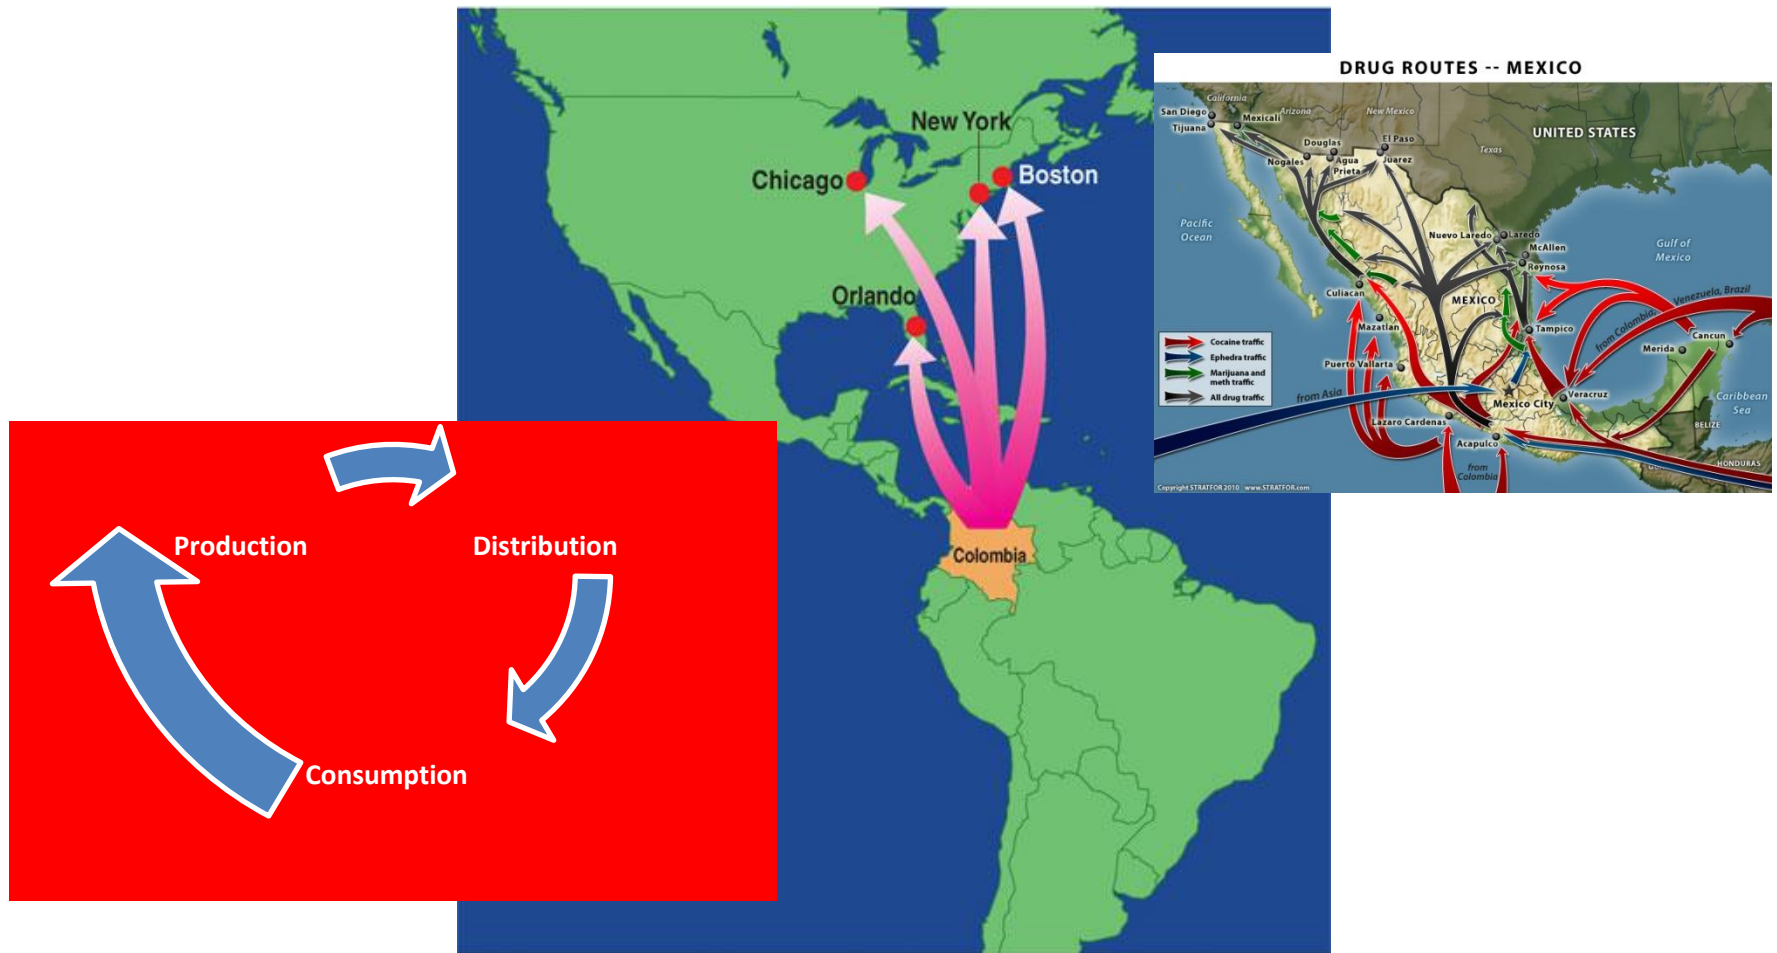 New York
Chicago
Boston
Orlando
Colombia
Production
Distribution
Consumption
DRUG ROUTES -- MEXICO
California
Arizona
New Mexico
San Diego
Tijuana
Mexicali
UNITED STATES
Douglas
El Paso
Nogales
Agua
Prieta
Juarez
Texas
Pacific
Ocean
Nuevo Laredo
Laredo
McAllen
Reynosa
Gulf of
Mexico
Culiacan
MEXICO
from Colombia,
Venezuela, Brazil
Mazatlan
Tampico
Cancun
Merida
Cocaine traffic
Ephedra traffic
Marijuana and
meth traffic
All drug traffic
Puerto Vallarta
from Asia
Mexico City
Veracruz
Caribbean
Sea
Lazaro Cardenas
Acapulco
BELIZE
from
Colombia
HONDURAS
Copyright STRATFOR 2010 www.STRATFOR.com